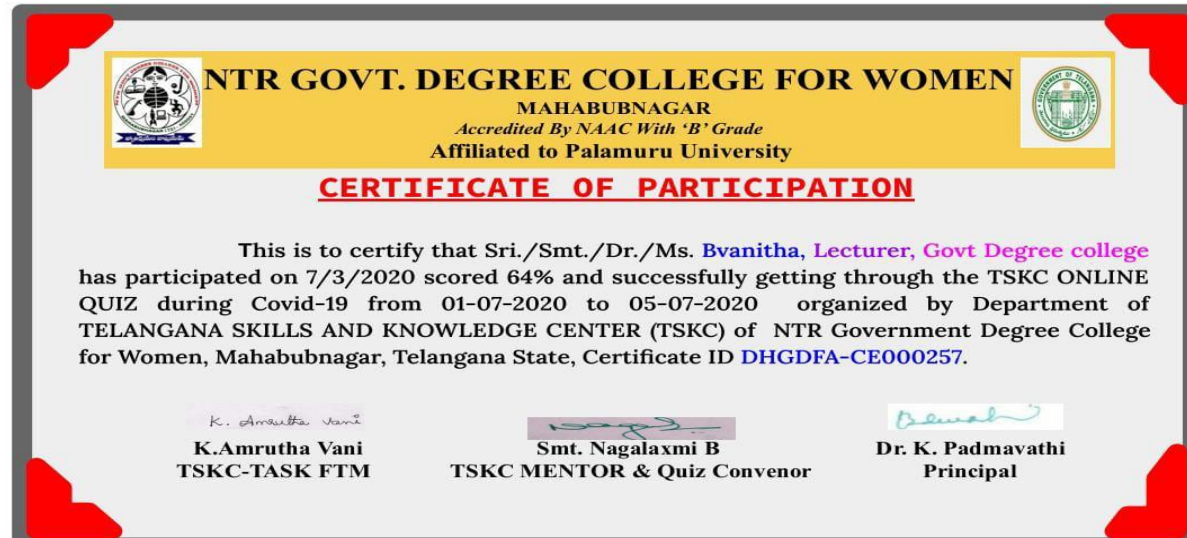 NTR GOVT. DEGREE COLLEGE FOR WOMEN
MAHABUBNAGAR
Accredited By NAAC With ‘B’ Grade
Affiliated to Palamuru University
GOVERNMENT OF TELANGANA
CERTIFICATE OF PARTICIPATION
This is to certify that Sri./Smt./Dr./Ms. Bvanitha, Lecturer, Govt Degree college
has participated on 7/3/2020 scored 64% and successfully getting through the TSKC ONLINE
QUIZ during Covid-19 from 01-07-2020 to 05-07-2020 organized by Department of
TELANGANA SKILLS AND KNOWLEDGE CENTER (TSKC) of NTR Government Degree College
for Women, Mahabubnagar, Telangana State, Certificate ID DHGDFA-CE000257.
K. Amrutha Vani
K.Amrutha Vani
Smt. Nagalaxmi B
Dr. K. Padmavathi
TSKC-TASK FTM
TSKC MENTOR & Quiz Convenor
Principal